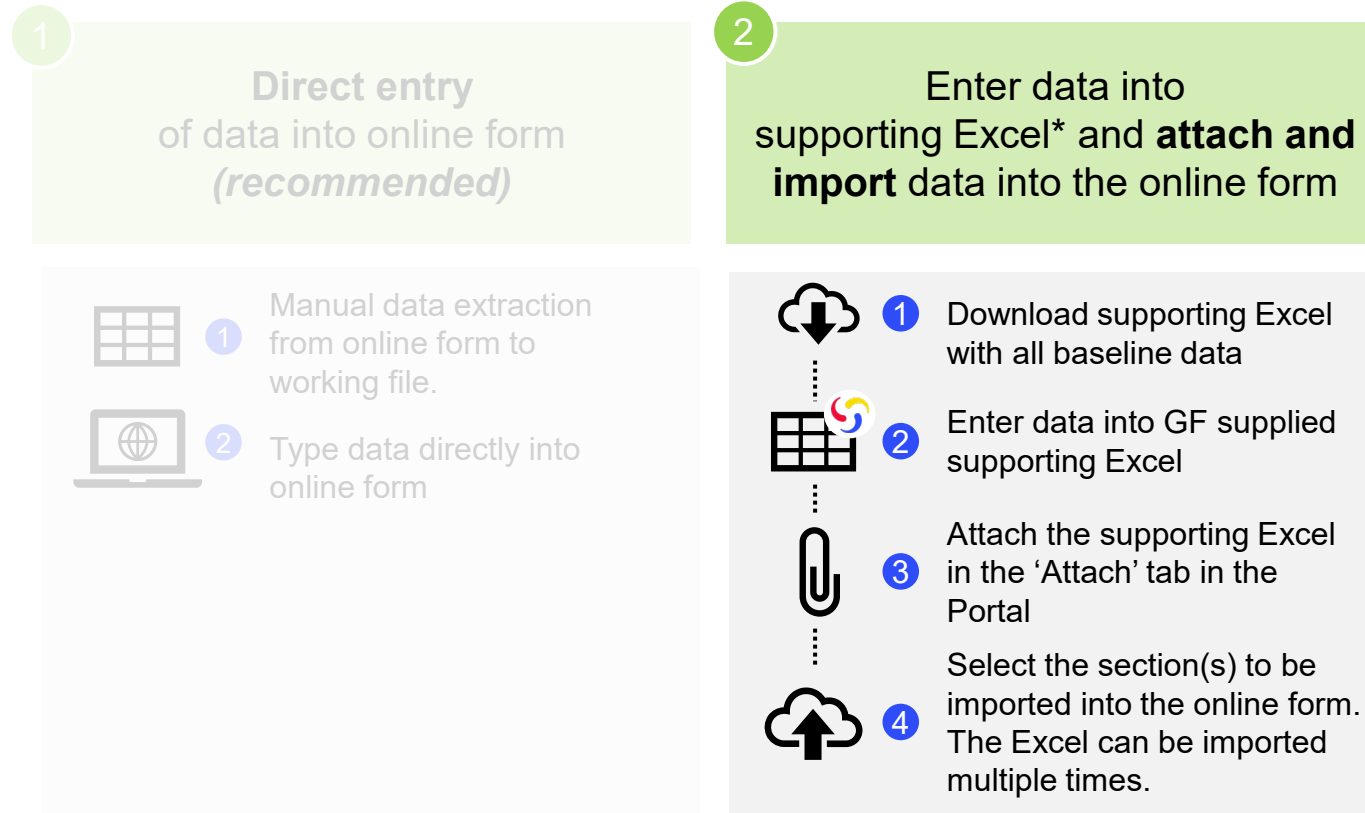 1
Direct entry
of data into online form
(recommended)
1
Manual data extraction
from online form to
working file.
2
Type data directly into
online form
2
Enter data into
supporting Excel* and attach and
import data into the online form
1
Download supporting Excel
with all baseline data
2
Enter data into GF supplied
supporting Excel
3
Attach the supporting Excel
in the ‘Attach’ tab in the
Portal
4
Select the section(s) to be
imported into the online form.
The Excel can be imported
multiple times.